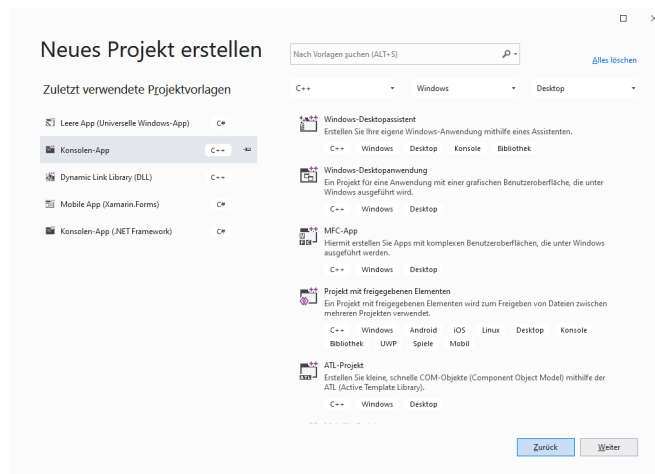 Neues Projekt erstellen
Zuletzt verwendete Projektvorlagen
Leere App (Universelle Windows-App) C#
Konsolen-App C++
Dynamic Link Library (DLL) C++
Mobile App (Xamarin.Forms) C#
Konsolen-App (.NET Framework) C#
Nach Vorlagen suchen (ALT+S)
Alles löschen
C++ Windows Desktop
Windows-Desktopassistent
Erstellen Sie Ihre eigene Windows-Anwendung mithilfe eines Assistenten.
C++ Windows Desktop Konsole Bibliothek
Windows-Desktopanwendung
Ein Projekt für eine Anwendung mit einer grafischen Benutzeroberfläche, die unter
Windows ausgeführt wird.
C++ Windows Desktop
MFC-App
Hiermit erstellen Sie Apps mit komplexen Benutzeroberflächen, die unter Windows
ausgeführt werden.
C++ Windows Desktop
Projekt mit freigegebenen Elementen
Ein Projekt mit freigegebenen Elementen wird zum Freigeben von Dateien zwischen
mehreren Projekten verwendet.
C++ Windows Android iOS Linux Desktop Konsole
Bibliothek UWP Spiele Mobil
ATL-Projekt
Erstellen Sie kleine, schnelle COM-Objekte (Component Object Model) mithilfe der
ATL (Active Template Library).
C++ Windows Desktop
Zurück Weiter